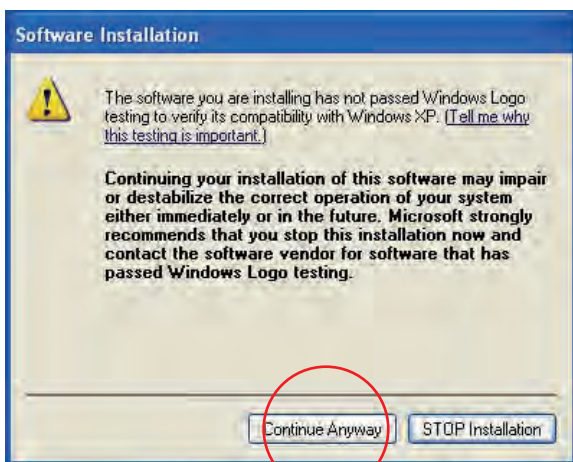 Software Installation
The software you are installing has not passed Windows Logo
testing to verify its compatibility with Windows XP. (Tell me why
this testing is important.)
Continuing your installation of this software may impair
or destabilize the correct operation of your system
either immediately or in the future. Microsoft strongly
recommends that you stop this installation now and
contact the software vendor for software that has
passed Windows Logo testing.
Continue Anyway
STOP Installation